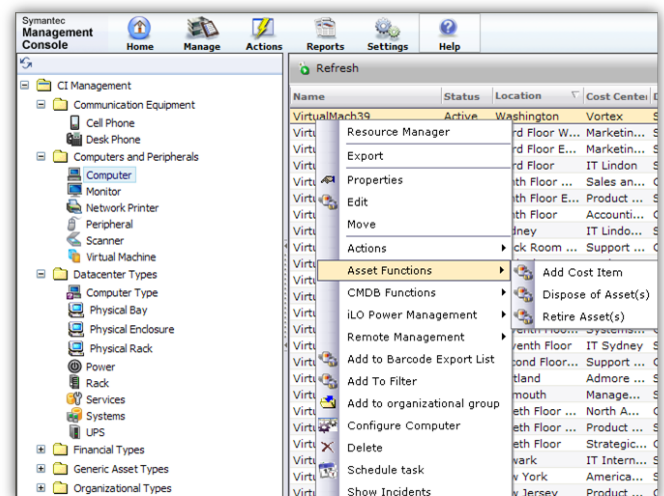 Symantec
Management
Console
Home
Manage
Actions
Reports
Settings
Help
CI Management
Communication Equipment
Cell Phone
Desk Phone
Computers and Peripherals
Computer
Monitor
Network Printer
Peripheral
Scanner
Virtual Machine
Datacenter Types
Computer Type
Physical Bay
Physical Enclosure
Physical Rack
Power
Rack
Services
Systems
UPS
Financial Types
Generic Asset Types
Organizational Types
Refresh
Name Status Location Cost Center
VirtualMach39 Active Washington Vortex
rd Floor W... Marketin...
rd Floor E... Marketin...
rd Floor IT Lindon
eth Floor ... Sales an...
eth Floor E... Product ...
eth Floor Accounti...
dney IT Lindo...
ck Room ... Support ...
venth Floor IT Sydney
cond Floor... Support ...
tland Admore ...
mouth Manage...
eth Floor ... North A...
eth Floor ... Product ...
eth Floor Strategic...
wark IT Intern...
w York America...
w Jersey Product ...
Resource Manager
Export
Properties
Edit
Move
Actions
Asset Functions
CMDB Functions
iLO Power Management
Remote Management
Add to Barcode Export List
Add To Filter
Add to organizational group
Configure Computer
Delete
Schedule task
Show Incidents
Add Cost Item
Dispose of Asset(s)
Retire Asset(s)